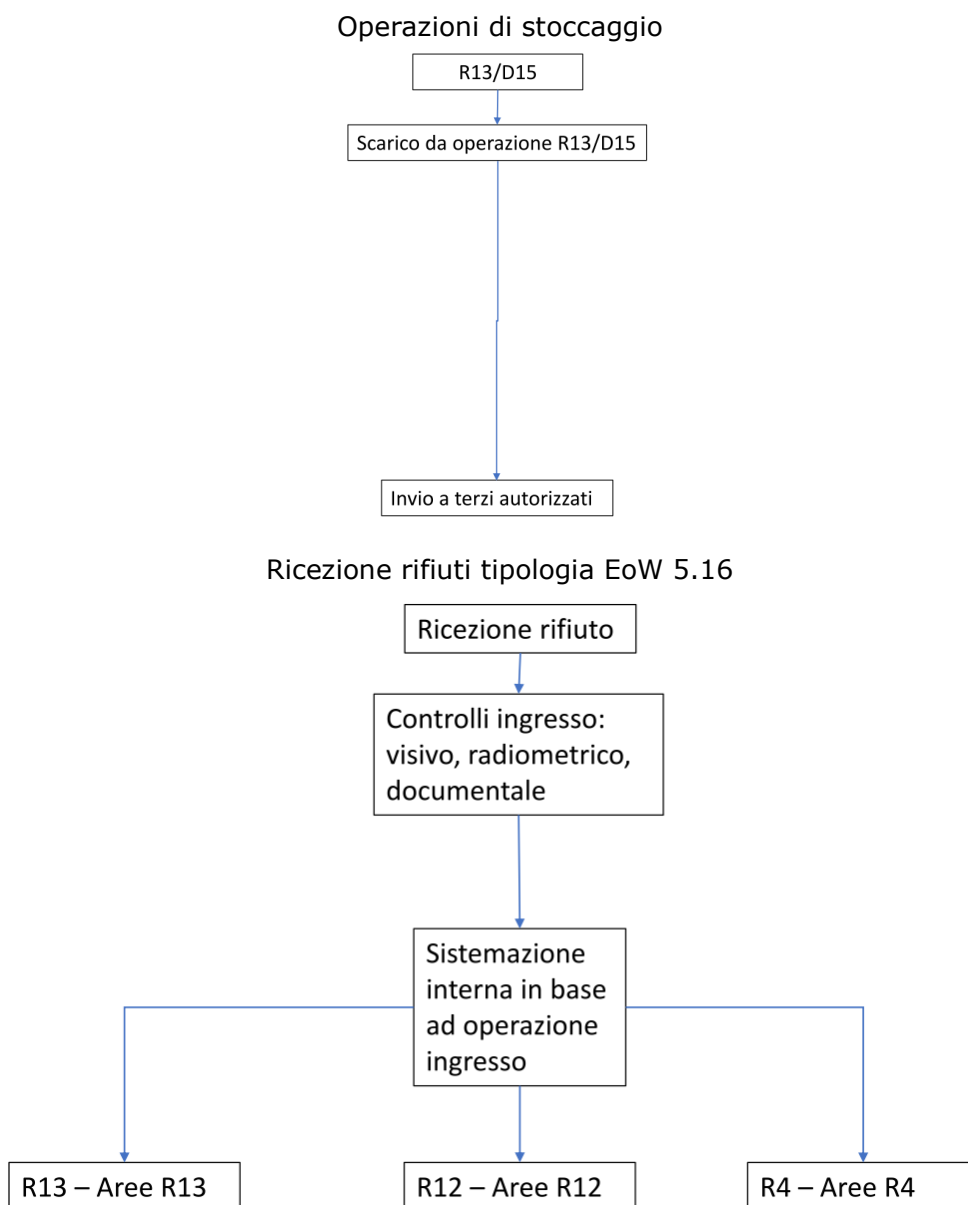 Operazioni di stoccaggio
R13/D15
Scarico da operazione R13/D15
Invio a terzi autorizzati
Ricezione rifiuti tipologia EoW 5.16
Ricezione rifiuto
Controlli ingresso:
visivo, radiometrico,
documentale
Sistemazione
interna in base
ad operazione
ingresso
R13 – Aree R13
R12 – Aree R12
R4 – Aree R4